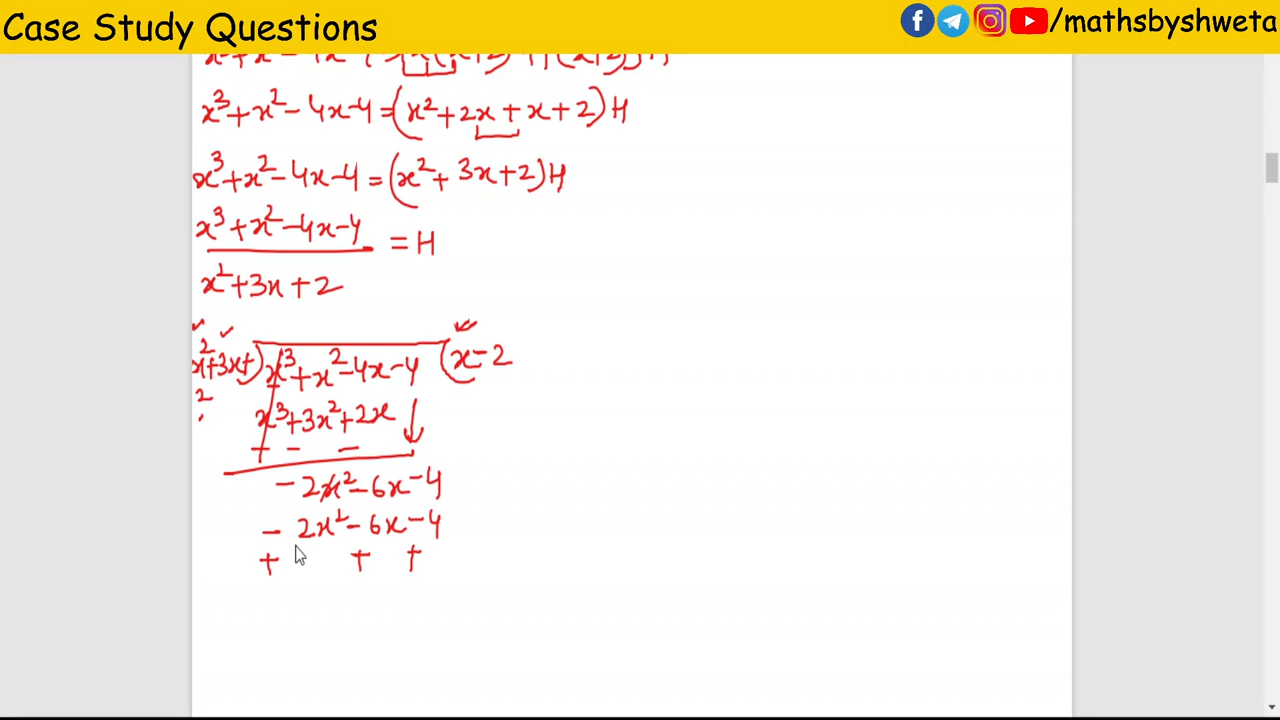 Case Study Questions
/mathsbyshweta
x³+x²-4x-4=(x²+2x+x+2)H
x³+x²-4x-4=(x²+3x+2)H
x³+x²-4x-4
= H
x²+3x+2
x²+3x+2)x³+x²-4x-4(x-2
x³+3x²+2x
+ - -
-2x²-6x-4
-2x²-6x-4
+ + +